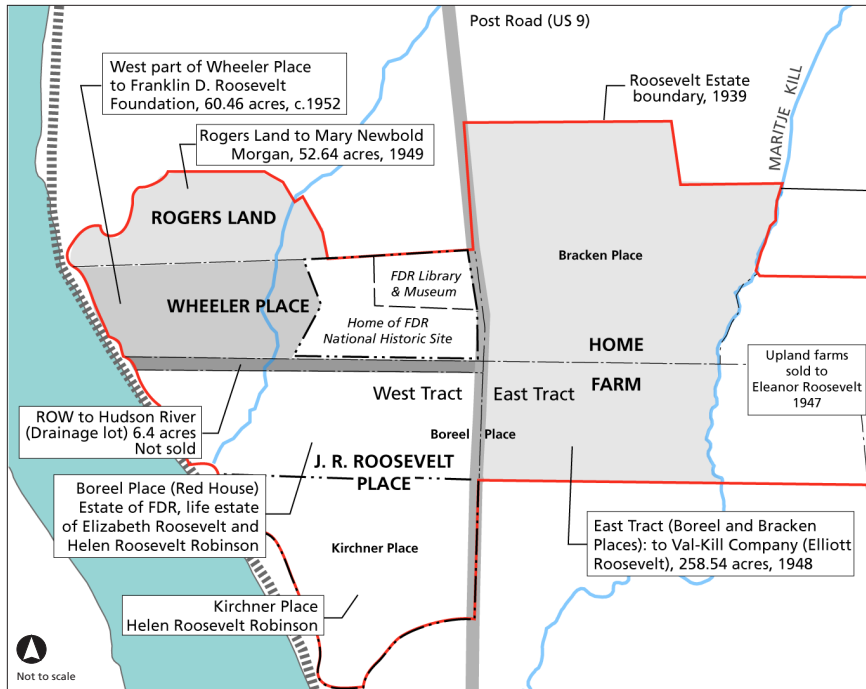 Post Road (US 9)
West part of Wheeler Place
to Franklin D. Roosevelt
Foundation, 60.46 acres, c.1952
Roosevelt Estate
boundary, 1939
MARITJE KILL
Rogers Land to Mary Newbold
Morgan, 52.64 acres, 1949
ROGERS LAND
Bracken Place
FDR Library
& Museum
WHEELER PLACE
Home of FDR
National Historic Site
HOME
FARM
Upland farms
sold to
Eleanor Roosevelt
1947
West Tract
East Tract
ROW to Hudson River
(Drainage lot) 6.4 acres
Not sold
Boreel Place
J. R. ROOSEVELT
PLACE
Boreel Place (Red House)
Estate of FDR, life estate
of Elizabeth Roosevelt and
Helen Roosevelt Robinson
East Tract (Boreel and Bracken
Places): to Val-Kill Company (Elliott
Roosevelt), 258.54 acres, 1948
Kirchner Place
Kirchner Place
Helen Roosevelt Robinson
Not to scale